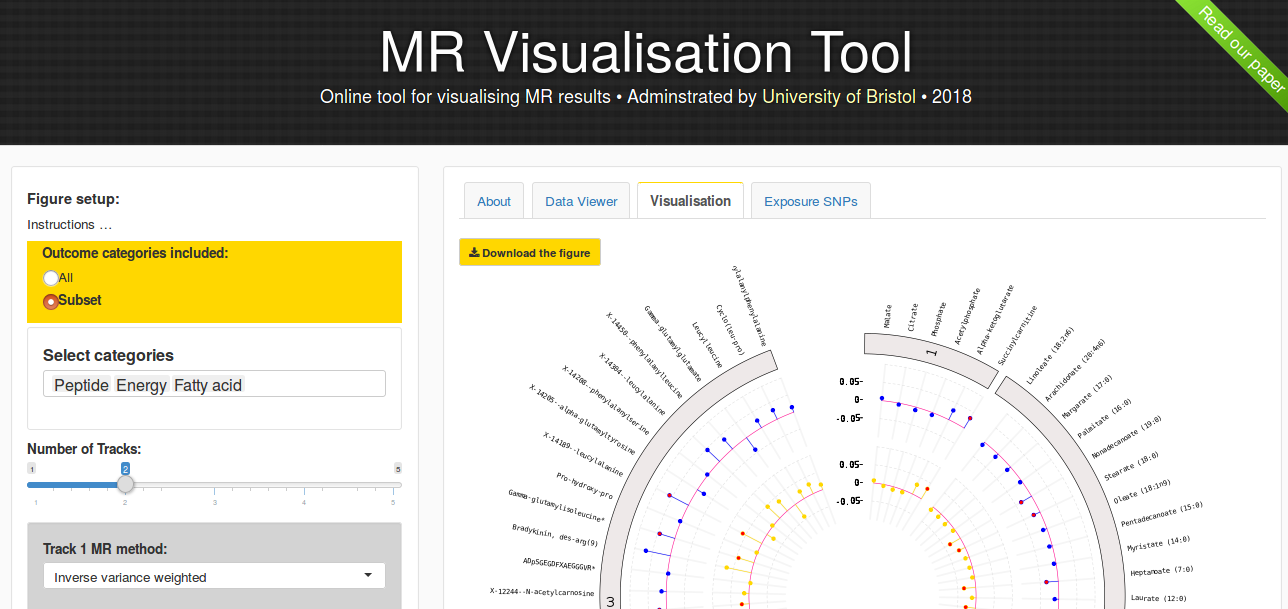 MR Visualisation Tool
Online tool for visualising MR results • Adminstrated by University of Bristol • 2018
Read our paper
Figure setup:
Instructions ...
Outcome categories included:
All
Subset
Select categories
Peptide Energy Fatty acid
Number of Tracks:
1 2 5
1 2 3 4 5
Track 1 MR method:
Inverse variance weighted
About
Data Viewer
Visualisation
Exposure SNPs
Download the figure
Malate
Citrate
Phosphate
Acetylphosphate
Alpha-ketoglutarate
Succinylcarnitine
1
Linoleate (18:2n6)
Arachidonate (20:4n6)
Margarate (17:0)
Palmitate (16:0)
Nonadecanoate (19:0)
Stearate (18:0)
Oleate (18:1n9)
Pentadecanoate (15:0)
Myristate (14:0)
Heptanoate (7:0)
Laurate (12:0)
0.05-
0-
-0.05-
0.05-
0-
-0.05-
ylalanylphenylalanine
Cyclo(leu-pro)
Leucylleucine
Gamma-glutamylglutamate
X-14450--phenylalanylleucine
X-14304--leucylalanine
X-14208--phenylalanylserine
X-14205--alpha-glutamyltyrosine
X-14189--leucylalanine
Pro-hydroxy-pro
Gamma-glutamylisoleucine*
Bradykinin, des-arg(9)
ADpSGEGDFXAEGGGVR*
X-12244--N-acetylcarnosine
3